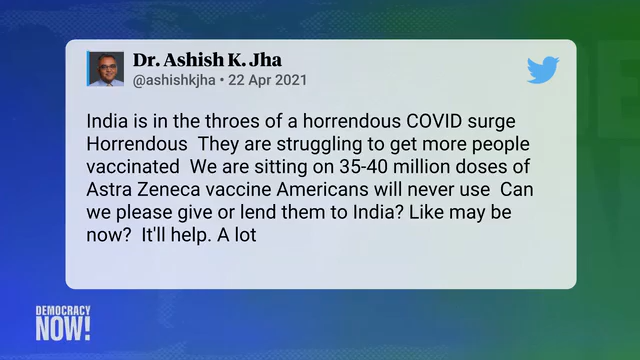 Dr. Ashish K. Jha
@ashishkjha • 22 Apr 2021
India is in the throes of a horrendous COVID surge
Horrendous  They are struggling to get more people
vaccinated  We are sitting on 35-40 million doses of
Astra Zeneca vaccine Americans will never use  Can
we please give or lend them to India? Like may be
now?  It'll help. A lot
DEMOCRACY
NOW!